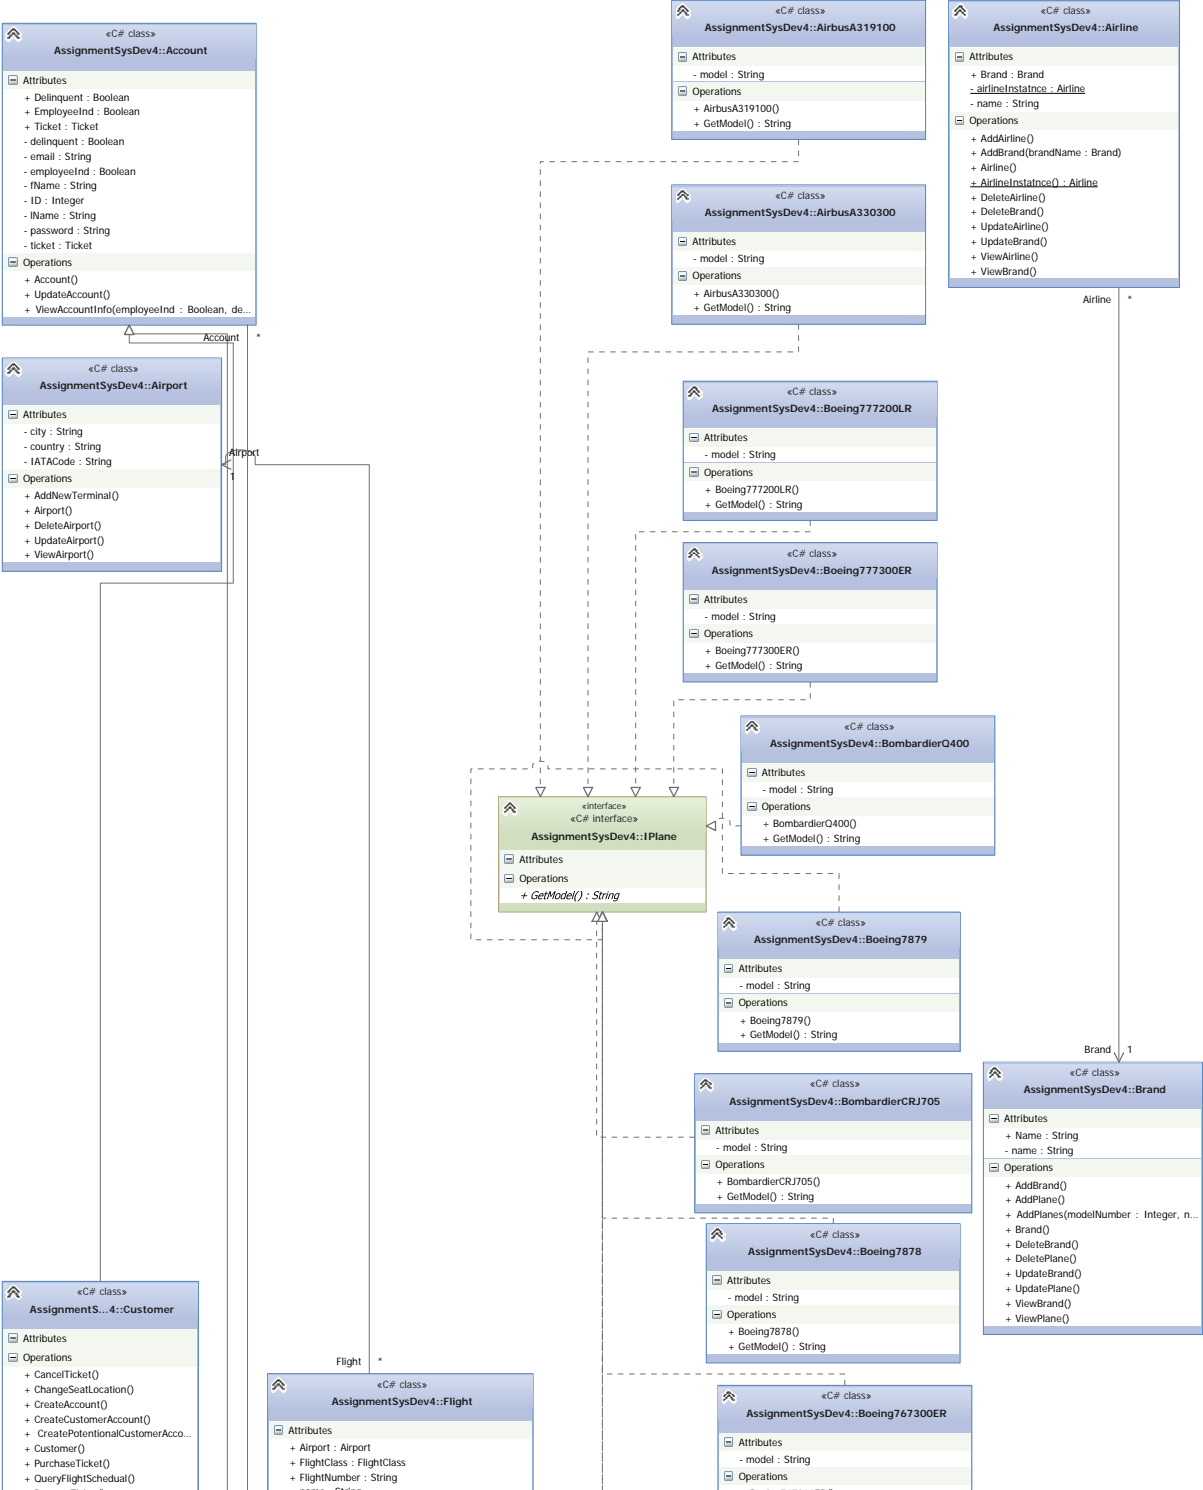 «C# class»
AssignmentSysDev4::Account
Attributes
+ Delinquent : Boolean
+ EmployeeInd : Boolean
+ Ticket : Ticket
- delinquent : Boolean
- email : String
- employeeInd : Boolean
- fName : String
- ID : Integer
- lName : String
- password : String
- ticket : Ticket
Operations
+ Account()
+ UpdateAccount()
+ ViewAccountInfo(employeeInd : Boolean, de...
Account *
«C# class»
AssignmentSysDev4::Airport
Attributes
- city : String
- country : String
- IATACode : String
Operations
+ AddNewTerminal()
+ Airport()
+ DeleteAirport()
+ UpdateAirport()
+ ViewAirport()
Airport
1
«C# class»
AssignmentS...4::Customer
Attributes
Operations
+ CancelTicket()
+ ChangeSeatLocation()
+ CreateAccount()
+ CreateCustomerAccount()
+ CreatePotentionalCustomerAcco...
+ Customer()
+ PurchaseTicket()
+ QueryFlightSchedual()
Flight *
«C# class»
AssignmentSysDev4::Flight
Attributes
+ Airport : Airport
+ FlightClass : FlightClass
+ FlightNumber : String
«C# class»
AssignmentSysDev4::AirbusA319100
Attributes
- model : String
Operations
+ AirbusA319100()
+ GetModel() : String
«C# class»
AssignmentSysDev4::AirbusA330300
Attributes
- model : String
Operations
+ AirbusA330300()
+ GetModel() : String
«C# class»
AssignmentSysDev4::Boeing777200LR
Attributes
- model : String
Operations
+ Boeing777200LR()
+ GetModel() : String
«C# class»
AssignmentSysDev4::Boeing777300ER
Attributes
- model : String
Operations
+ Boeing777300ER()
+ GetModel() : String
«C# class»
AssignmentSysDev4::BombardierQ400
Attributes
- model : String
Operations
+ BombardierQ400()
+ GetModel() : String
«interface»
«C# interface»
AssignmentSysDev4::IPlane
Attributes
Operations
+ GetModel() : String
«C# class»
AssignmentSysDev4::Boeing7879
Attributes
- model : String
Operations
+ Boeing7879()
+ GetModel() : String
«C# class»
AssignmentSysDev4::BombardierCRJ705
Attributes
- model : String
Operations
+ BombardierCRJ705()
+ GetModel() : String
«C# class»
AssignmentSysDev4::Boeing7878
Attributes
- model : String
Operations
+ Boeing7878()
+ GetModel() : String
«C# class»
AssignmentSysDev4::Boeing767300ER
Attributes
- model : String
Operations
«C# class»
AssignmentSysDev4::Airline
Attributes
+ Brand : Brand
- airlineInstatnce : Airline
- name : String
Operations
+ AddAirline()
+ AddBrand(brandName : Brand)
+ Airline()
+ AirlineInstatnce() : Airline
+ DeleteAirline()
+ DeleteBrand()
+ UpdateAirline()
+ UpdateBrand()
+ ViewAirline()
+ ViewBrand()
Airline *
Brand 1
«C# class»
AssignmentSysDev4::Brand
Attributes
+ Name : String
- name : String
Operations
+ AddBrand()
+ AddPlane()
+ AddPlanes(modelNumber : Integer, n...
+ Brand()
+ DeleteBrand()
+ DeletePlane()
+ UpdateBrand()
+ UpdatePlane()
+ ViewBrand()
+ ViewPlane()